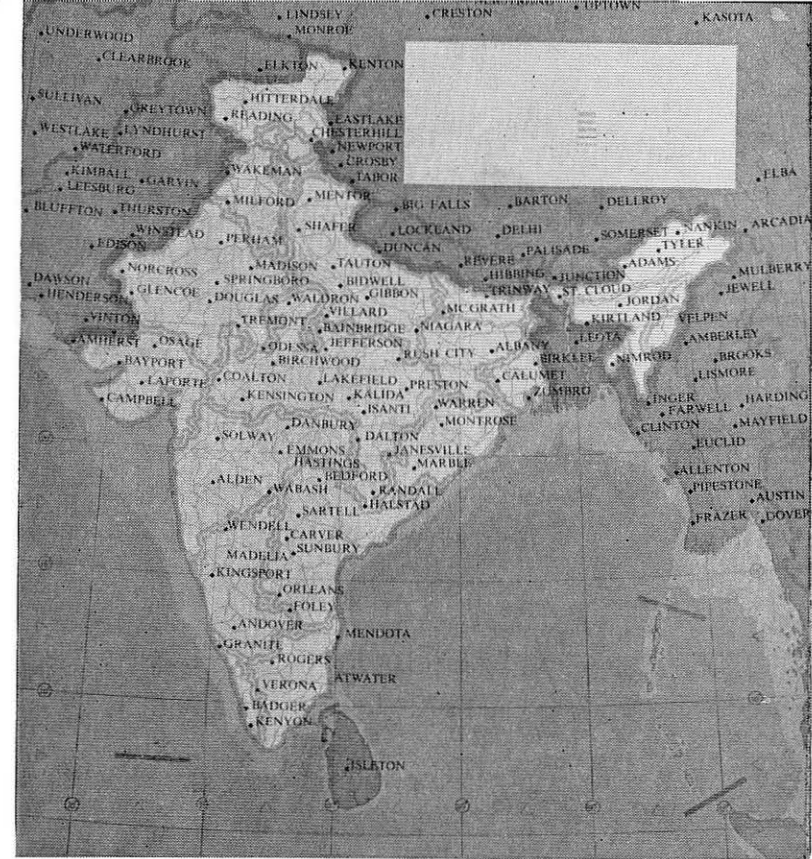 LINDSEY
CRESTON
UPTOWN
KASOTA
UNDERWOOD
MONROE
CLEARBROOK
ELKTON
KENTON
SULLIVAN
HITTERDALE
GREYTOWN
READING
EASTLAKE
WESTLAKE
LYNDHURST
CHESTERHILL
WATERFORD
NEWPORT
CROSBY
KIMBALL
GARVIN
WAKEMAN
TABOR
ELBA
LEESBURG
MILFORD
MENTOR
BIG FALLS
BARTON
DELLROY
BLUFFTON
THURSTON
WINSTEAD
SHAFER
LOCKLAND
DELHI
SOMERSET
NANKIN
ARCADIA
EDISON
PERHAM
DUNCAN
PALISADE
TYLER
NORCROSS
MADISON
TAUTON
REVERE
ADAMS
DAWSON
SPRINGBORO
BIDWELL
HIBBING
JUNCTION
MULBERRY
HENDERSON
GLENCOE
DOUGLAS
WALDRON
GIBBON
TRINWAY
ST. CLOUD
JEWELL
VILLARD
MCGRATH
JORDAN
VINTON
TREMONT
BAINBRIDGE
NIAGARA
KIRTLAND
VELPEN
AMHERST
OSAGE
ODESSA
JEFFERSON
LEOTA
AMBERLEY
BAYPORT
BIRCHWOOD
RUSH CITY
ALBANY
BIRKLEE
NIMROD
BROOKS
LAPORTE
COALTON
LAKEFIELD
PRESTON
CALUMET
LISMORE
CAMPBELL
KENSINGTON
KALIDA
ZUMBRO
ISANTI
WARREN
INGER
HARDING
FARWELL
DANBURY
MONTROSE
CLINTON
MAYFIELD
SOLWAY
DALTON
EUCLID
EMMONS
JANESVILLE
HASTINGS
MARBLE
ALLENTON
ALDEN
BEDFORD
WABASH
RANDALL
PIPESTONE
AUSTIN
SARTELL
HALSTAD
FRAZER
DOVER
WENDELL
CARVER
MADELIA
SUNBURY
KINGSPORT
ORLEANS
FOLEY
ANDOVER
MENDOTA
GRANITE
ROGERS
ATWATER
VERONA
BADGER
KENYON
ISLETON